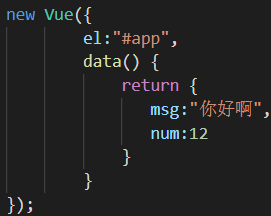 new Vue({
el:"#app",
data() {
return {
msg:"你好啊",
num:12
}
}
});